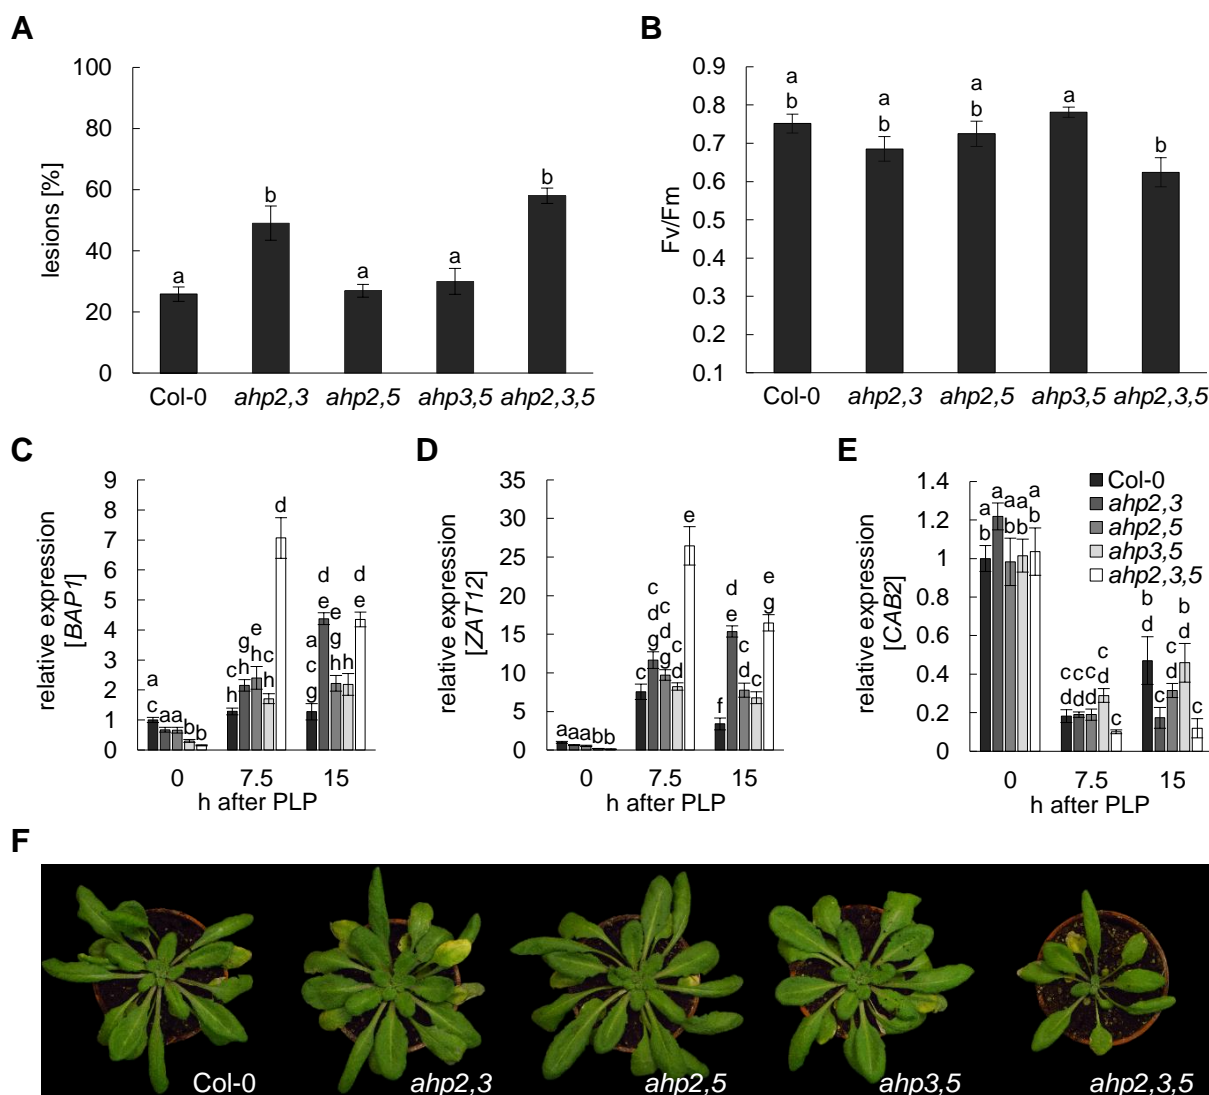 A
100
80
60
40
20
0
lesions [%]
a
b
a
a
b
Col-0 ahp2,3 ahp2,5 ahp3,5 ahp2,3,5
B
0.9
0.8
0.7
0.6
0.5
0.4
0.3
0.2
0.1
Fv/Fm
a
b
a
b
a
b
a
b
Col-0 ahp2,3 ahp2,5 ahp3,5 ahp2,3,5
C
9
8
7
6
5
4
3
2
1
0
relative expression
[BAP1]
a
c
a
a
b
b
c
h
g
h
e
h
c
h
d
a
c
g
d
e
e
g
h
h
d
e
0 7.5 15
h after PLP
D
35
30
25
20
15
10
5
0
relative expression
[ZAT12]
a
a
a
b
b
c
c
d
g
c
d
g
c
d
e
f
d
e
c
d
c
e
g
0 7.5 15
h after PLP
E
1.4
1.2
1
0.8
0.6
0.4
0.2
0
relative expression
[CAB2]
a
b
a
a
b
a
b
a
b
c
d
c
d
c
d
c
d
c
b
d
c
d
b
d
c
0 7.5 15
h after PLP
Col-0
ahp2,3
ahp2,5
ahp3,5
ahp2,3,5
F
Col-0 ahp2,3 ahp2,5 ahp3,5 ahp2,3,5